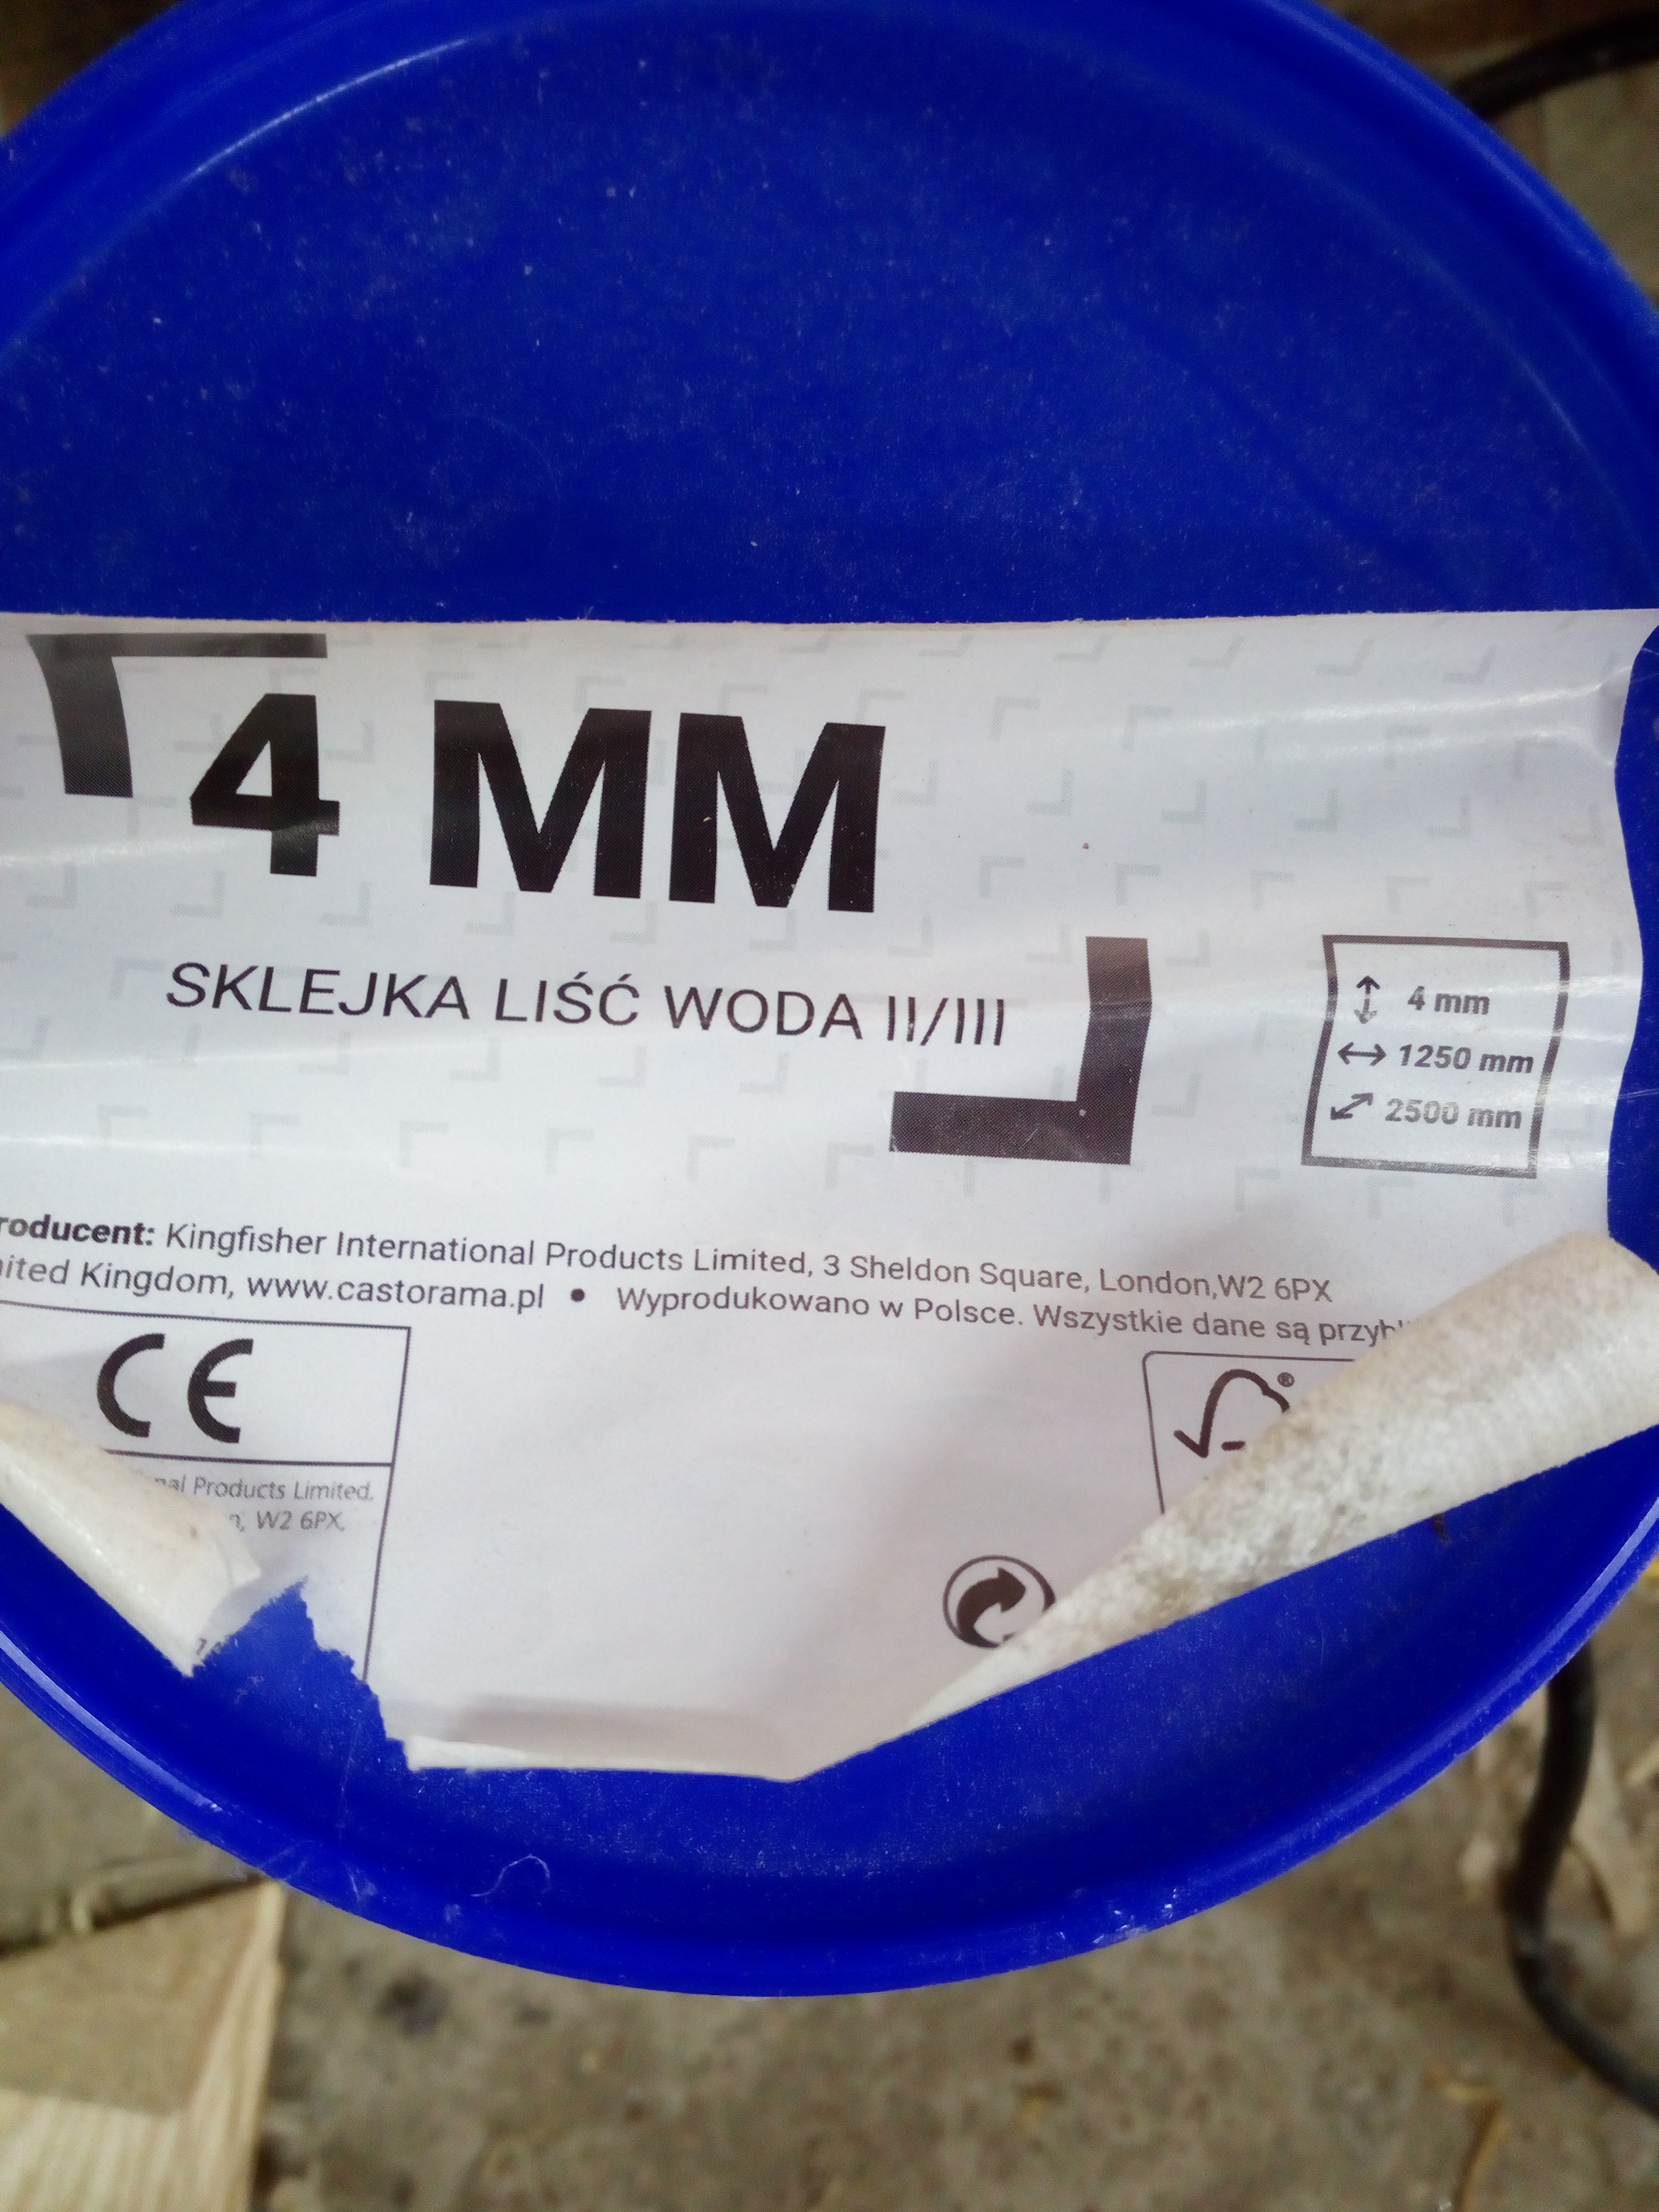 4 MM
SKLEJKA LIŚĆ WODA II/III
4 mm
1250 mm
2500 mm
roducent: Kingfisher International Products Limited, 3 Sheldon Square, London,W2 6PX
ited Kingdom, www.castorama.pl • Wyprodukowano w Polsce. Wszystkie dane są
CE
®
Products Limited,
W2 6PX,